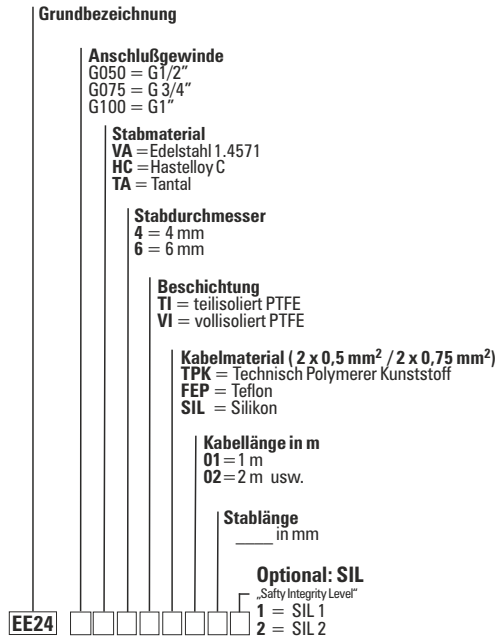 Grundbezeichnung
Anschlußgewinde
G050 = G1/2"
G075 = G 3/4"
G100 = G1"
Stabmaterial
VA = Edelstahl 1.4571
HC = Hastelloy C
TA = Tantal
Stabdurchmesser
4 = 4 mm
6 = 6 mm
Beschichtung
TI = teilisoliert PTFE
VI = vollisoliert PTFE
Kabelmaterial ( 2 x 0,5 mm² / 2 x 0,75 mm²)
TPK = Technisch Polymerer Kunststoff
FEP = Teflon
SIL = Silikon
Kabellänge in m
01 = 1 m
02 = 2 m usw.
Stablänge
____ in mm
Optional: SIL
„Safty Integrity Level“
1 = SIL 1
2 = SIL 2
EE24